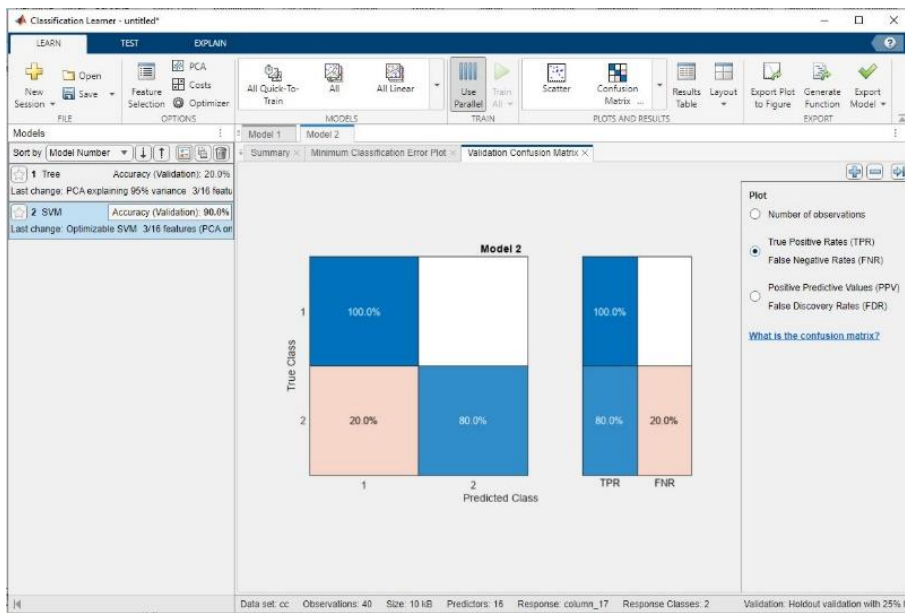 Classification Learner - untitled*
LEARN TEST EXPLAIN
New Session
Open
Save
Feature Selection
PCA
Costs
Optimizer
All Quick-To-Train
All
All Linear
Use Parallel
Train All
Scatter
Confusion Matrix ...
Results Table
Layout
Export Plot to Figure
Generate Function
Export Model
FILE OPTIONS MODELS TRAIN PLOTS AND RESULTS EXPORT
Models
Model 1 Model 2
Sort by Model Number
Summary Minimum Classification Error Plot Validation Confusion Matrix
1 Tree Accuracy (Validation): 20.0%
Last change: PCA explaining 95% variance 3/16 featu
2 SVM Accuracy (Validation): 90.0%
Last change: Optimizable SVM 3/16 features (PCA on
Model 2
True Class
1
100.0%
100.0%
2
20.0%
80.0%
80.0%
20.0%
1
2
TPR
FNR
Predicted Class
Plot
Number of observations
True Positive Rates (TPR)
False Negative Rates (FNR)
Positive Predictive Values (PPV)
False Discovery Rates (FDR)
What is the confusion matrix?
Data set: cc Observations: 40 Size: 10 kB Predictors: 16 Response: column_17 Response Classes: 2 Validation: Holdout validation with 25%